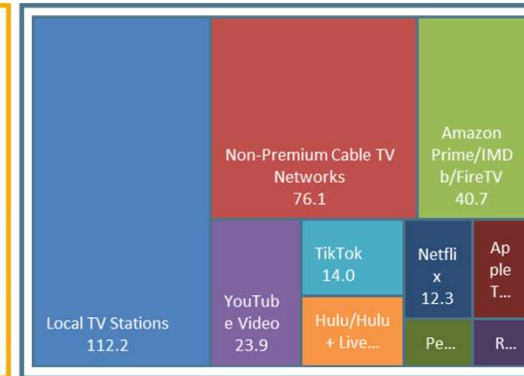 Local TV Stations
112.2
Non-Premium Cable TV
Networks
76.1
Amazon
Prime/IMD
b/FireTV
40.7
YouTub
e Video
23.9
TikTok
14.0
Hulu/Hulu
+ Live...
Netfli
x
12.3
Ap
ple
T...
Pe...
R...